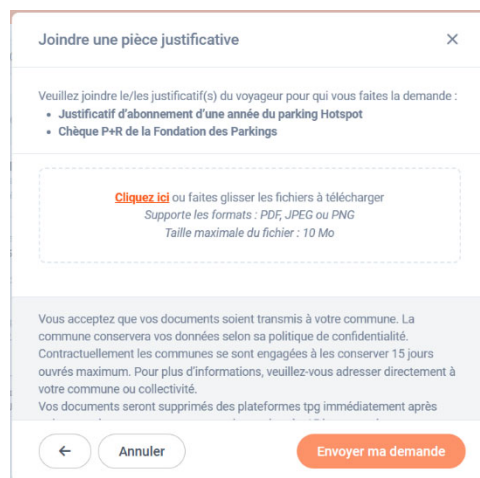 Joindre une pièce justificative
Veuillez joindre le/les justificatif(s) du voyageur pour qui vous faites la demande :
• Justificatif d'abonnement d'une année du parking Hotspot
• Chèque P+R de la Fondation des Parkings
Cliquez ici ou faites glisser les fichiers à télécharger
Supporte les formats : PDF, JPEG ou PNG
Taille maximale du fichier : 10 Mo
Vous acceptez que vos documents soient transmis à votre commune. La
commune conservera vos données selon sa politique de confidentialité.
Contractuellement les communes se sont engagées à les conserver 15 jours
ouvrés maximum. Pour plus d'informations, veuillez-vous adresser directement à
votre commune ou collectivité.
Vos documents seront supprimés des plateformes tpg immédiatement après
Annuler
Envoyer ma demande